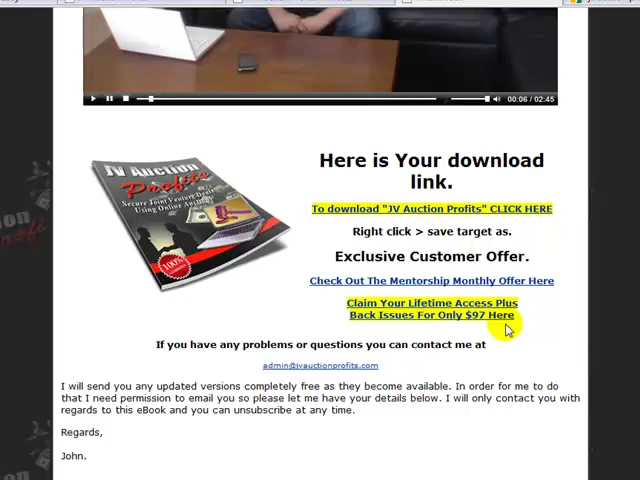 00:06 / 02:45
JV Auction
Profits
Secure Joint Venture Deals
Using Online Auctions
100%
Here is Your download
link.
To download "JV Auction Profits" CLICK HERE
Right click > save target as.
Exclusive Customer Offer.
Check Out The Mentorship Monthly Offer Here
Claim Your Lifetime Access Plus
Back Issues For Only $97 Here
If you have any problems or questions you can contact me at
admin@jvauctionprofits.com
I will send you any updated versions completely free as they become available. In order for me to do
that I need permission to email you so please let me have your details below. I will only contact you with
regards to this eBook and you can unsubscribe at any time.
Regards,
John.